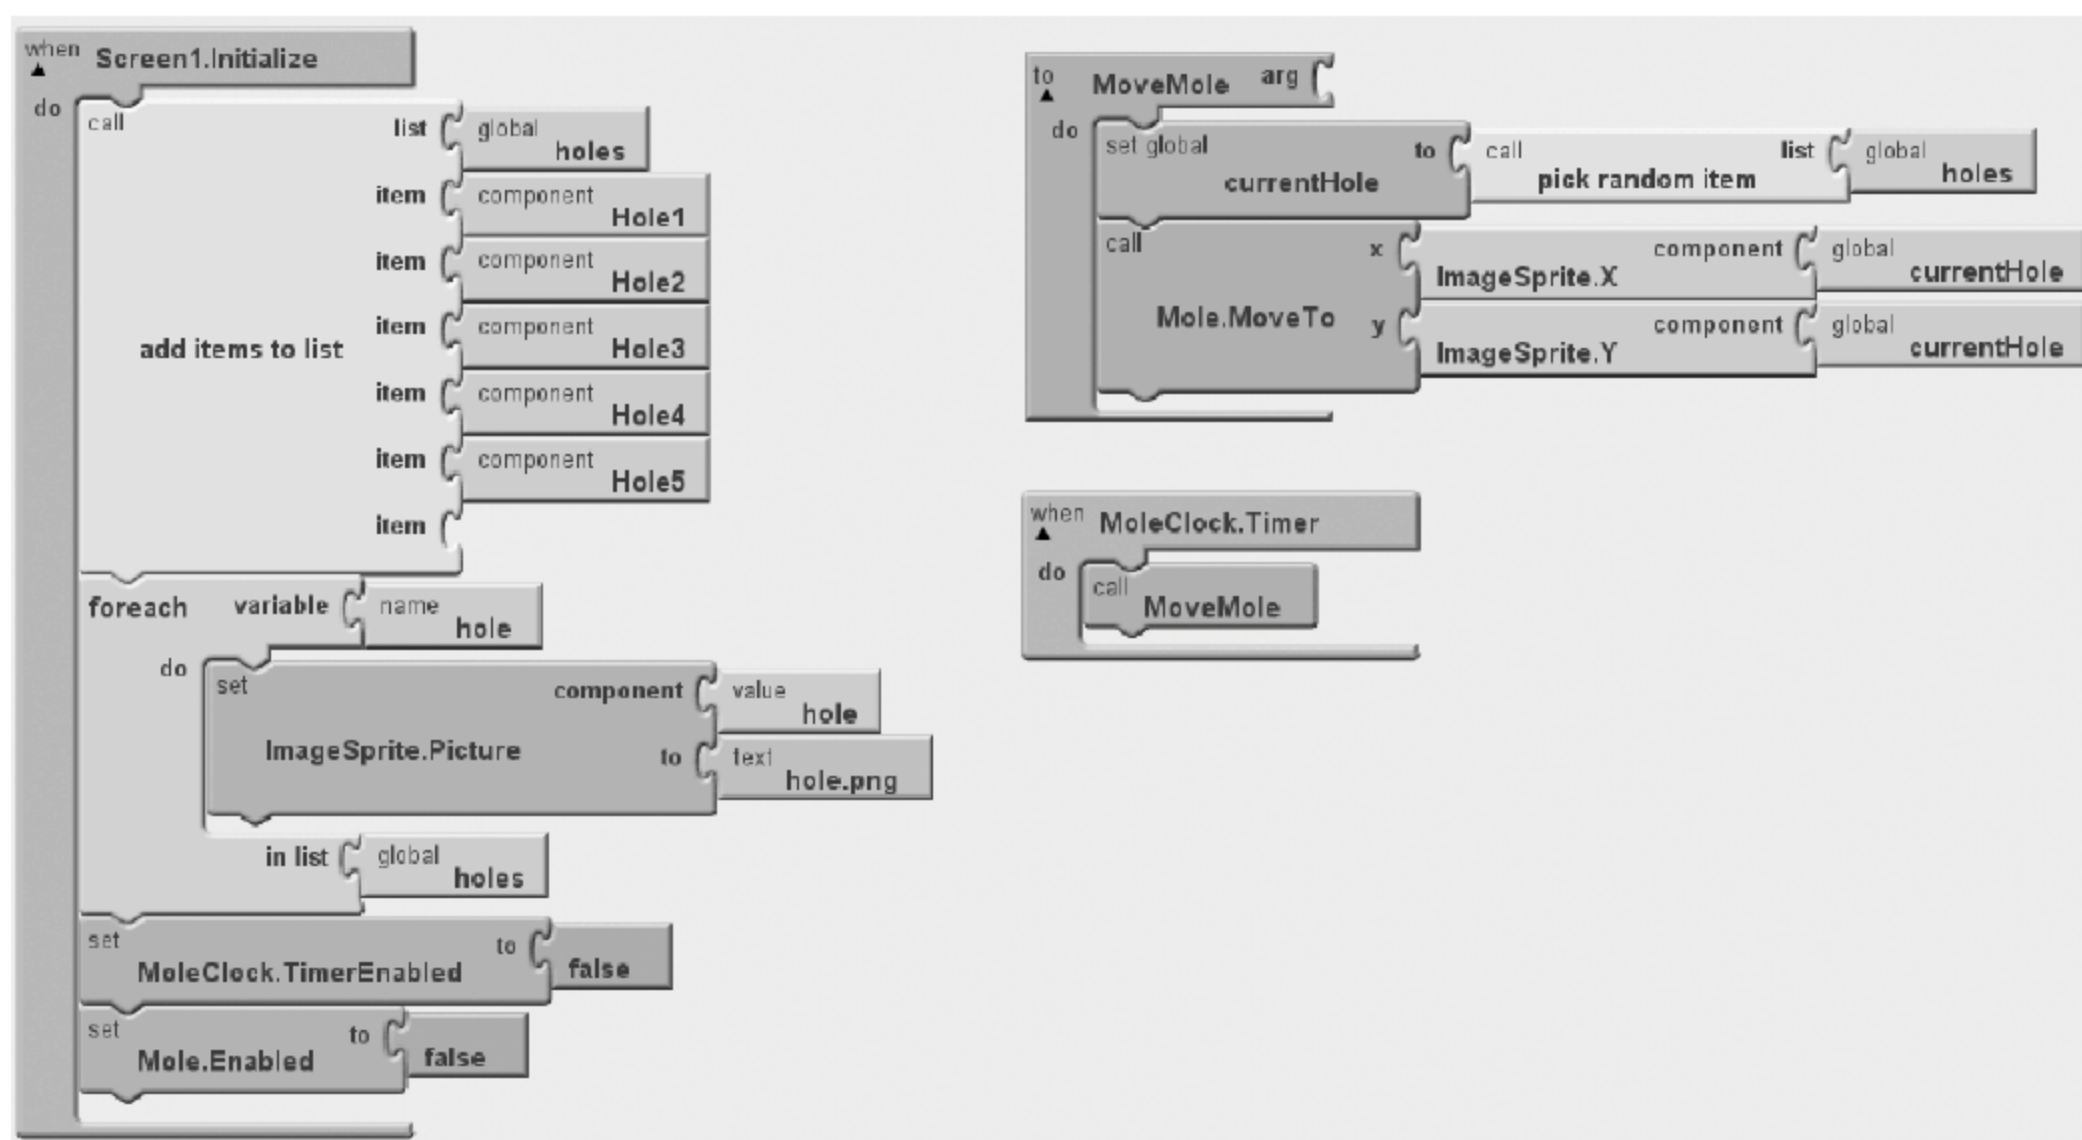 when Screen1.Initialize
do
call list global holes
item component Hole1
item component Hole2
item component Hole3
add items to list
item component Hole4
item component Hole5
item
foreach variable name hole
do
set component value hole
ImageSprite.Picture to text hole.png
in list global holes
set MoleClock.TimerEnabled to false
set Mole.Enabled to false
to MoveMole arg
do
set global currentHole to call pick random item list global holes
call x ImageSprite.X component global currentHole
Mole.MoveTo
y ImageSprite.Y component global currentHole
when MoleClock.Timer
do
call MoveMole